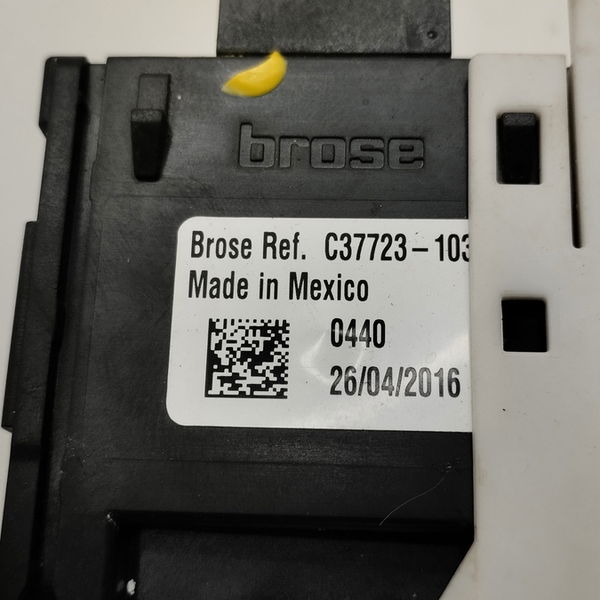 brose
Brose Ref. C37723-103
Made in Mexico
0440
26/04/2016